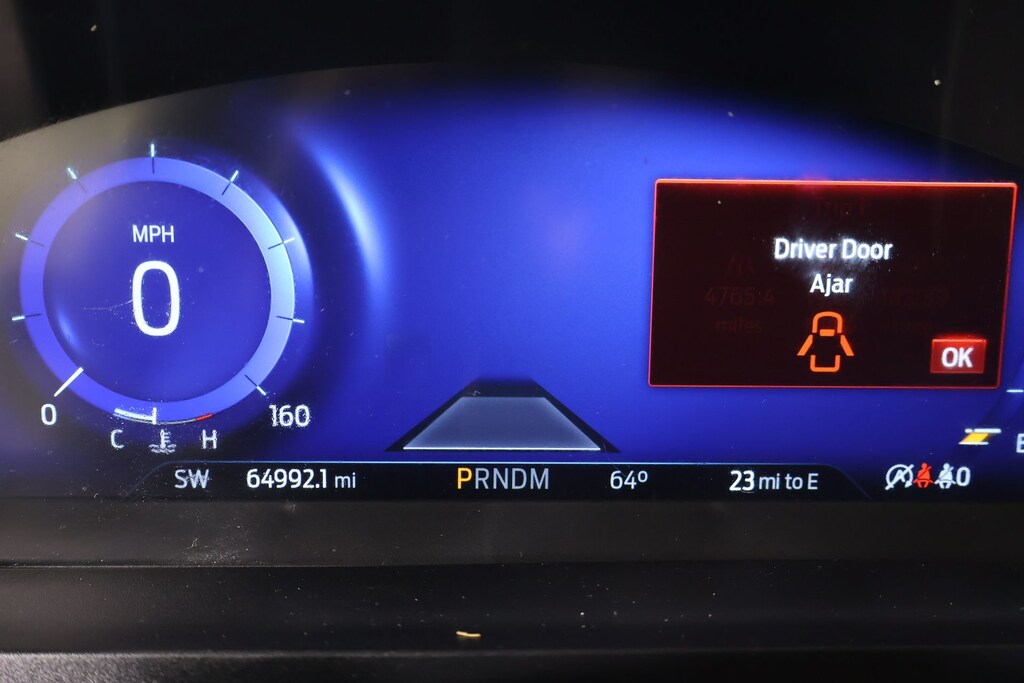 MPH
0
Driver Door
Ajar
OK
0
160
C
H
SW
64992.1 mi
PRNDM
64º
23 mi to E
0